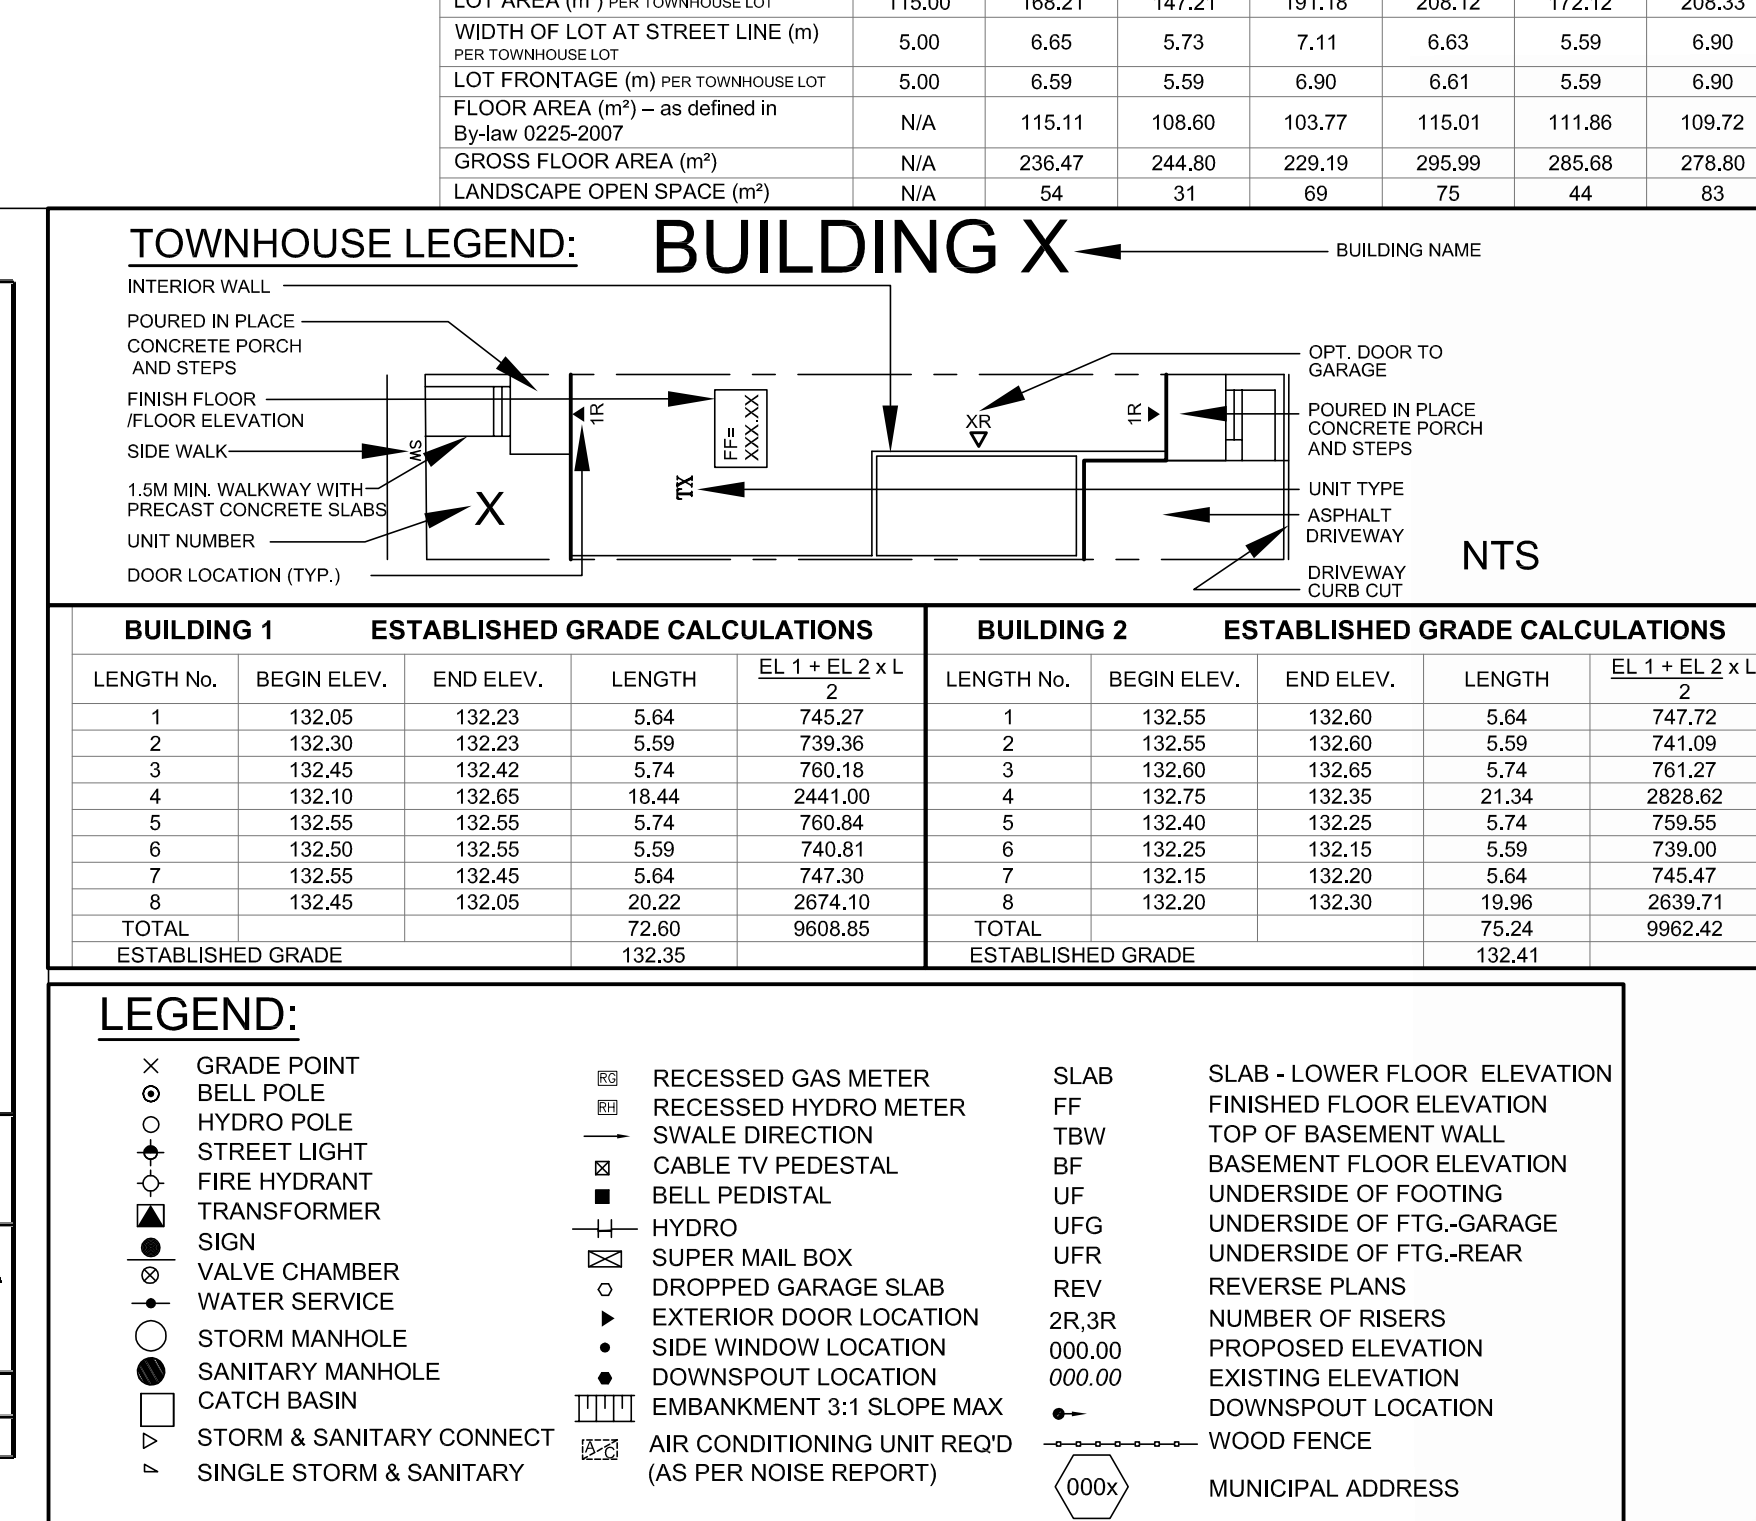 LOT AREA (m²) PER TOWNHOUSE LOT 115.00 168.21 147.21 191.18 208.12 172.12 208.33
WIDTH OF LOT AT STREET LINE (m)
PER TOWNHOUSE LOT 5.00 6.65 5.73 7.11 6.63 5.59 6.90
LOT FRONTAGE (m) PER TOWNHOUSE LOT 5.00 6.59 5.59 6.90 6.61 5.59 6.90
FLOOR AREA (m²) – as defined in
By-law 0225-2007 N/A 115.11 108.60 103.77 115.01 111.86 109.72
GROSS FLOOR AREA (m²) N/A 236.47 244.80 229.19 295.99 285.68 278.80
LANDSCAPE OPEN SPACE (m²) N/A 54 31 69 75 44 83
TOWNHOUSE LEGEND:
BUILDING X
BUILDING NAME
INTERIOR WALL
POURED IN PLACE
CONCRETE PORCH
AND STEPS
FINISH FLOOR
/FLOOR ELEVATION
SIDE WALK
1.5M MIN. WALKWAY WITH
PRECAST CONCRETE SLABS
UNIT NUMBER
DOOR LOCATION (TYP.)
SW
X
1R
FF=
XXX.XX
TX
XR
1R
OPT. DOOR TO
GARAGE
POURED IN PLACE
CONCRETE PORCH
AND STEPS
UNIT TYPE
ASPHALT
DRIVEWAY
DRIVEWAY
CURB CUT
NTS
BUILDING 1 ESTABLISHED GRADE CALCULATIONS
LENGTH No. BEGIN ELEV. END ELEV. LENGTH EL 1 + EL 2 x L
2
1 132.05 132.23 5.64 745.27
2 132.30 132.23 5.59 739.36
3 132.45 132.42 5.74 760.18
4 132.10 132.65 18.44 2441.00
5 132.55 132.55 5.74 760.84
6 132.50 132.55 5.59 740.81
7 132.55 132.45 5.64 747.30
8 132.45 132.05 20.22 2674.10
TOTAL 72.60 9608.85
ESTABLISHED GRADE 132.35
BUILDING 2 ESTABLISHED GRADE CALCULATIONS
LENGTH No. BEGIN ELEV. END ELEV. LENGTH EL 1 + EL 2 x L
2
1 132.55 132.60 5.64 747.72
2 132.55 132.60 5.59 741.09
3 132.60 132.65 5.74 761.27
4 132.75 132.35 21.34 2828.62
5 132.40 132.25 5.74 759.55
6 132.25 132.15 5.59 739.00
7 132.15 132.20 5.64 745.47
8 132.20 132.30 19.96 2639.71
TOTAL 75.24 9962.42
ESTABLISHED GRADE 132.41
LEGEND:
GRADE POINT
BELL POLE
HYDRO POLE
STREET LIGHT
FIRE HYDRANT
TRANSFORMER
SIGN
VALVE CHAMBER
WATER SERVICE
STORM MANHOLE
SANITARY MANHOLE
CATCH BASIN
STORM & SANITARY CONNECT
SINGLE STORM & SANITARY
RG RECESSED GAS METER
RH RECESSED HYDRO METER
SWALE DIRECTION
CABLE TV PEDESTAL
BELL PEDISTAL
H HYDRO
SUPER MAIL BOX
DROPPED GARAGE SLAB
EXTERIOR DOOR LOCATION
SIDE WINDOW LOCATION
DOWNSPOUT LOCATION
EMBANKMENT 3:1 SLOPE MAX
A/C AIR CONDITIONING UNIT REQ'D
(AS PER NOISE REPORT)
SLAB SLAB - LOWER FLOOR ELEVATION
FF FINISHED FLOOR ELEVATION
TBW TOP OF BASEMENT WALL
BF BASEMENT FLOOR ELEVATION
UF UNDERSIDE OF FOOTING
UFG UNDERSIDE OF FTG.-GARAGE
UFR UNDERSIDE OF FTG.-REAR
REV REVERSE PLANS
2R,3R NUMBER OF RISERS
000.00 PROPOSED ELEVATION
000.00 EXISTING ELEVATION
DOWNSPOUT LOCATION
WOOD FENCE
000x MUNICIPAL ADDRESS